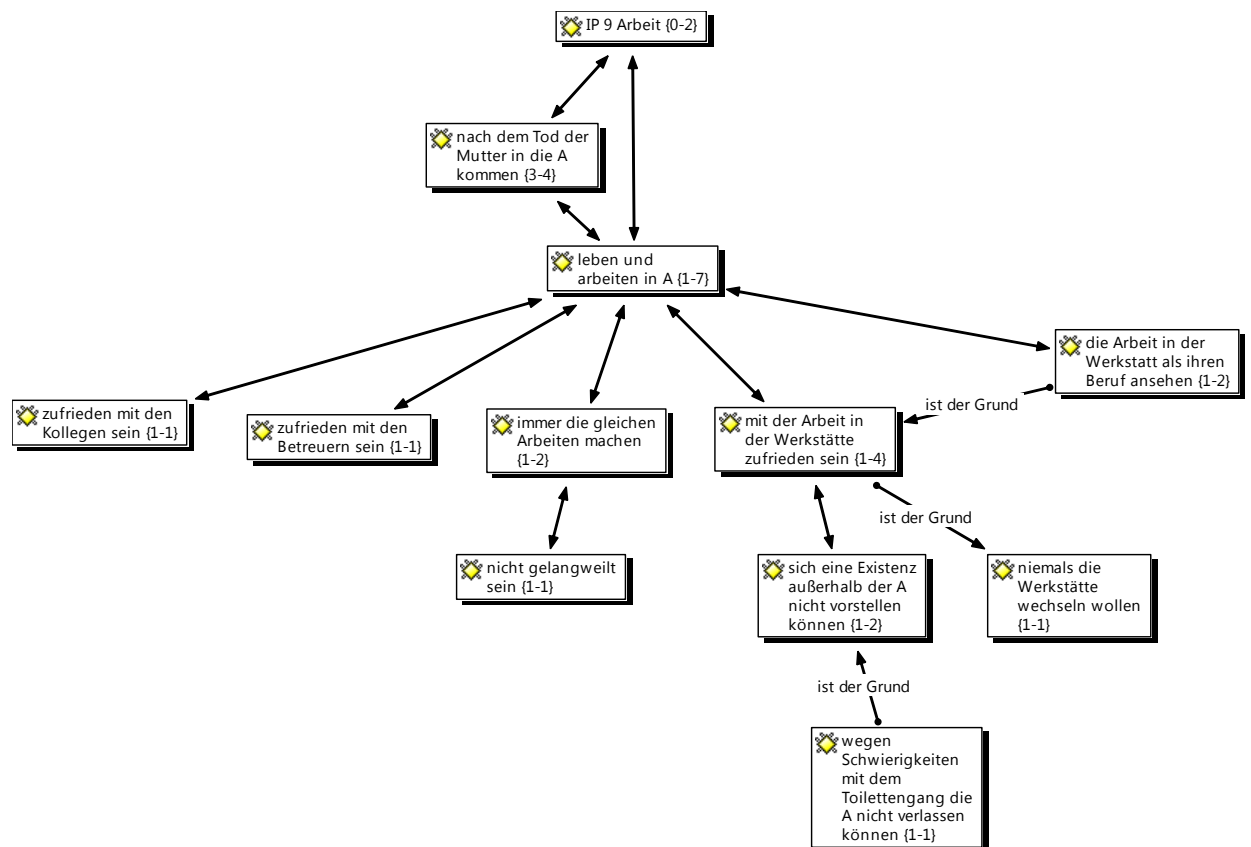 IP 9 Arbeit {0-2}
nach dem Tod der
Mutter in die A
kommen {3-4}
leben und
arbeiten in A {1-7}
die Arbeit in der
Werkstatt als ihren
Beruf ansehen {1-2}
ist der Grund
zufrieden mit den
Kollegen sein {1-1}
zufrieden mit den
Betreuern sein {1-1}
immer die gleichen
Arbeiten machen
{1-2}
mit der Arbeit in
der Werkstätte
zufrieden sein {1-4}
ist der Grund
nicht gelangweilt
sein {1-1}
sich eine Existenz
außerhalb der A
nicht vorstellen
können {1-2}
niemals die
Werkstätte
wechseln wollen
{1-1}
ist der Grund
wegen
Schwierigkeiten
mit dem
Toilettengang die
A nicht verlassen
können {1-1}